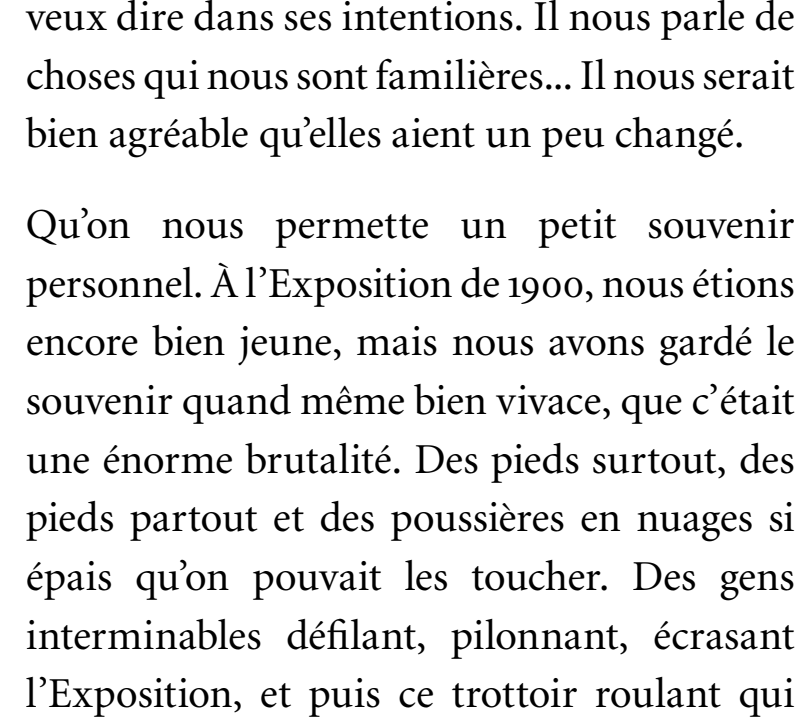 veux dire dans ses intentions. Il nous parle de
choses qui nous sont familières... Il nous serait
bien agréable qu’elles aient un peu changé.
Qu’on nous permette un petit souvenir
personnel. À l’Exposition de 1900, nous étions
encore bien jeune, mais nous avons gardé le
souvenir quand même bien vivace, que c’était
une énorme brutalité. Des pieds surtout, des
pieds partout et des poussières en nuages si
épais qu’on pouvait les toucher. Des gens
interminables défilant, pilonnant, écrasant
l’Exposition, et puis ce trottoir roulant qui